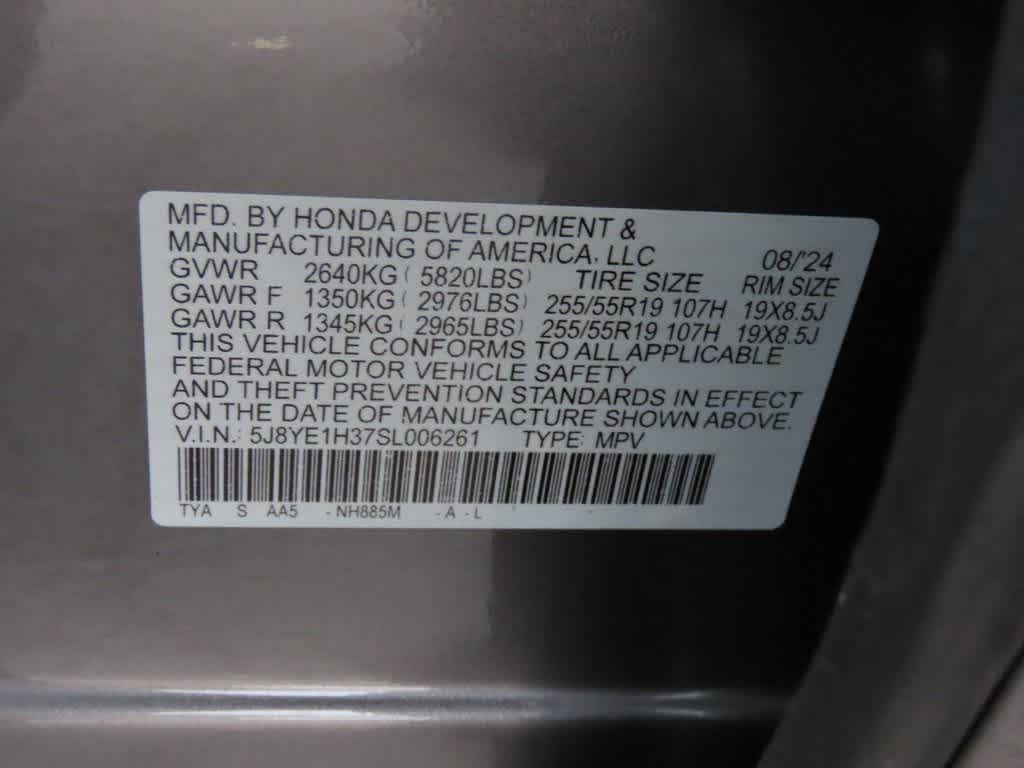 MFD. BY HONDA DEVELOPMENT &
MANUFACTURING OF AMERICA, LLC 08/'24
GVWR 2640KG ( 5820LBS) TIRE SIZE RIM SIZE
GAWR F 1350KG ( 2976LBS) 255/55R19 107H 19X8.5J
GAWR R 1345KG ( 2965LBS) 255/55R19 107H 19X8.5J
THIS VEHICLE CONFORMS TO ALL APPLICABLE
FEDERAL MOTOR VEHICLE SAFETY
AND THEFT PREVENTION STANDARDS IN EFFECT
ON THE DATE OF MANUFACTURE SHOWN ABOVE.
V.I.N.: 5J8YE1H37SL006261 TYPE: MPV
TYA S AA5 - NH885M - A - L -